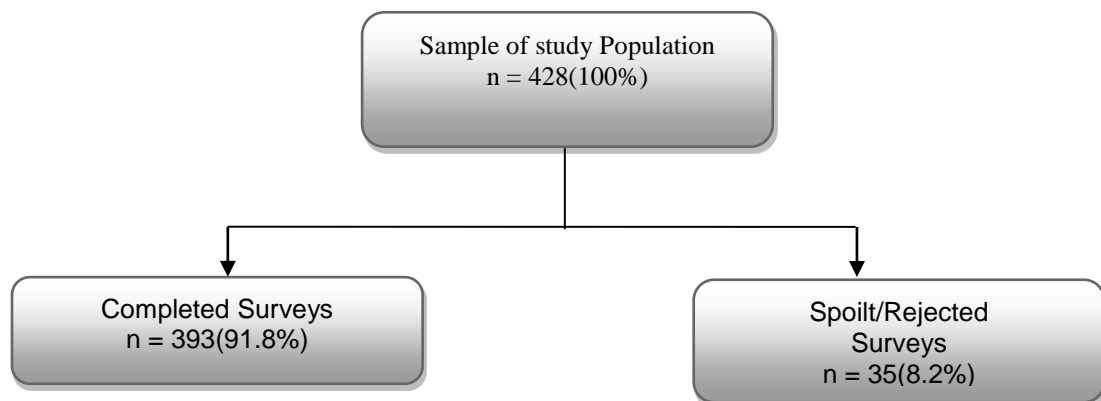 Sample of study Population
n = 428(100%)
Completed Surveys
n = 393(91.8%)
Spoilt/Rejected
Surveys
n = 35(8.2%)